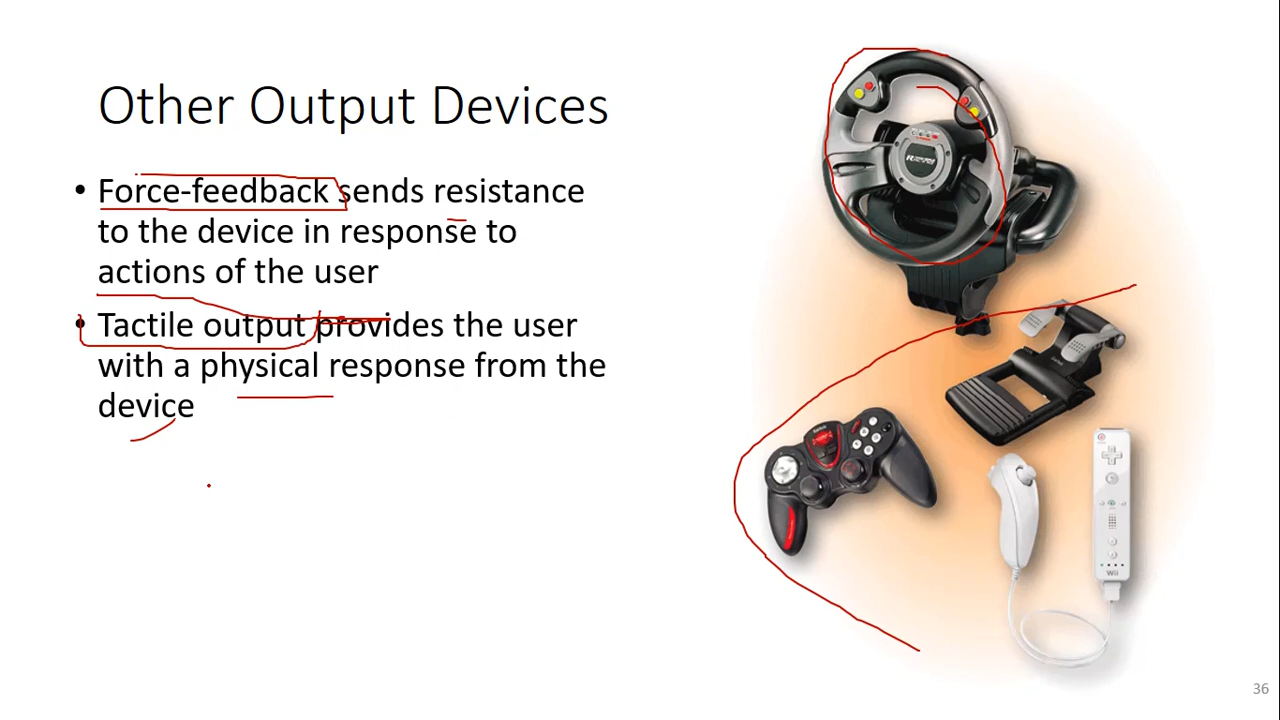 Other Output Devices
• Force-feedback sends resistance
to the device in response to
actions of the user
• Tactile output provides the user
with a physical response from the
device
Wii
36